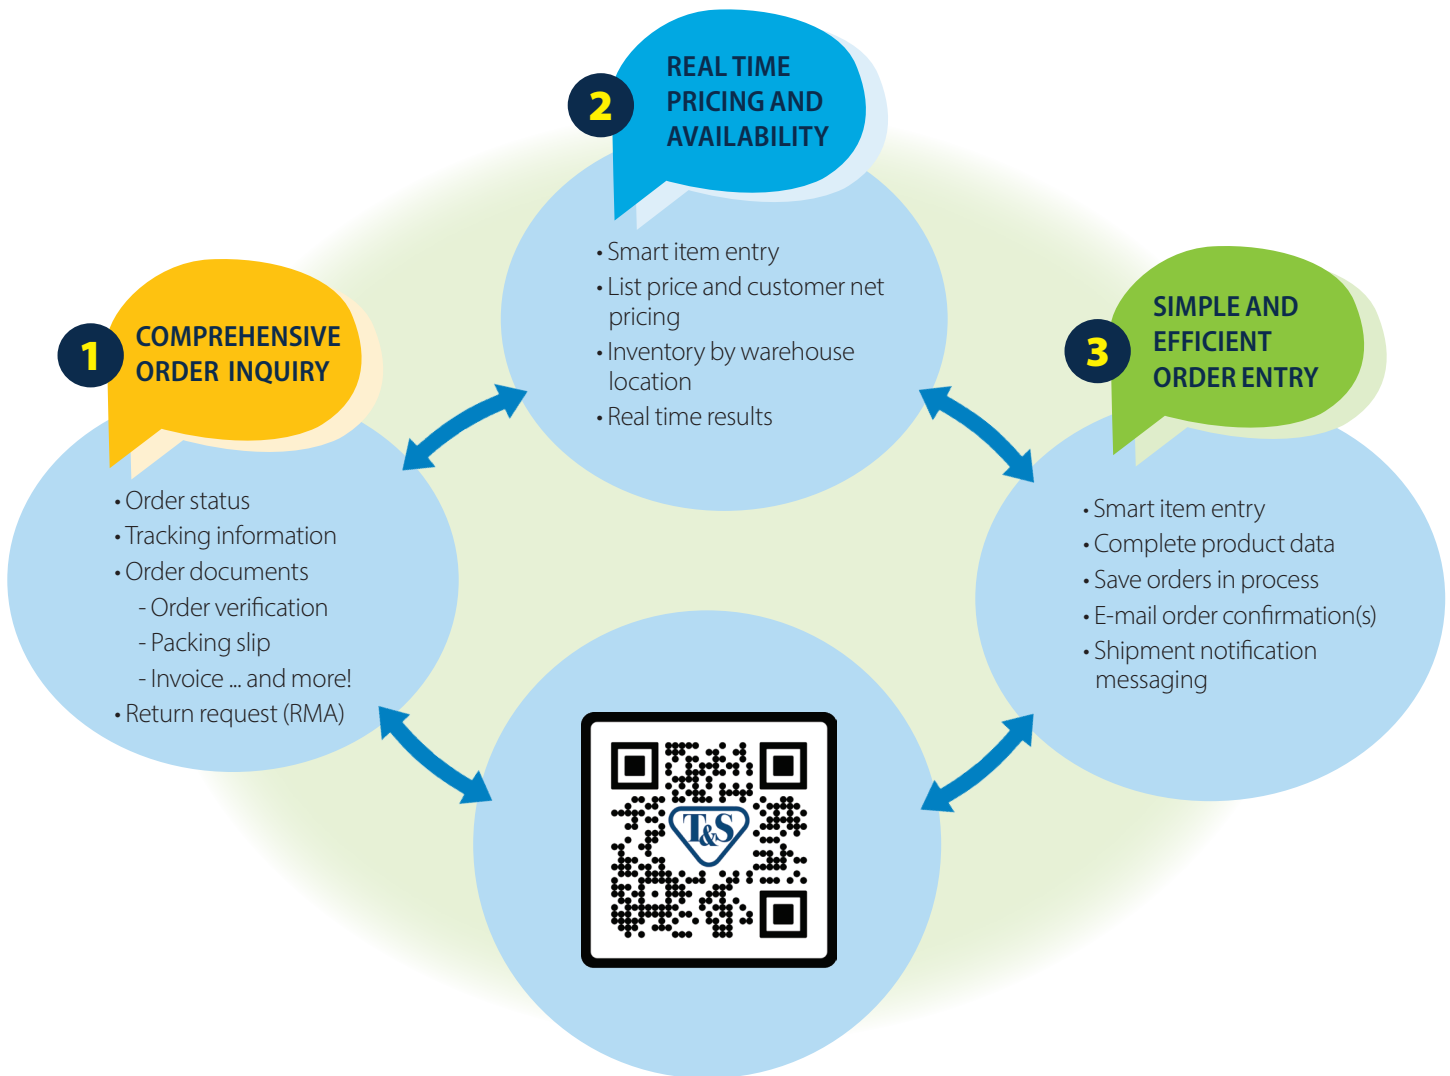 1
COMPREHENSIVE
ORDER INQUIRY
• Order status
• Tracking information
• Order documents
- Order verification
- Packing slip
- Invoice ... and more!
• Return request (RMA)
2
REAL TIME
PRICING AND
AVAILABILITY
• Smart item entry
• List price and customer net
pricing
• Inventory by warehouse
location
• Real time results
3
SIMPLE AND
EFFICIENT
ORDER ENTRY
• Smart item entry
• Complete product data
• Save orders in process
• E-mail order confirmation(s)
• Shipment notification
messaging
T&S